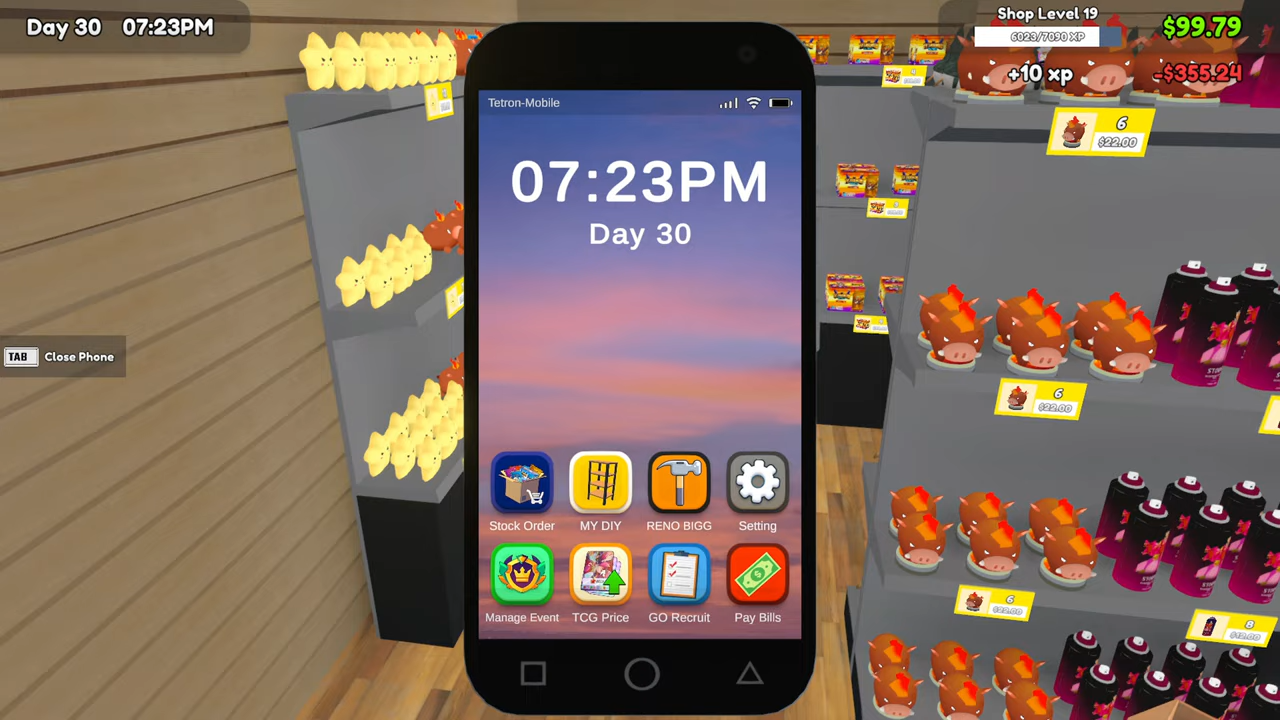 Day 30 07:23PM
Shop Level 19
6023/7090 XP
$99.79
+10 xp
-$355.24
6
$22.00
Tetron-Mobile
07:23PM
Day 30
TAB Close Phone
6
$22.00
Stock Order
MY DIY
RENO BIGG
Setting
6
$22.00
8
$12.00
Manage Event
TCG Price
GO Recruit
Pay Bills